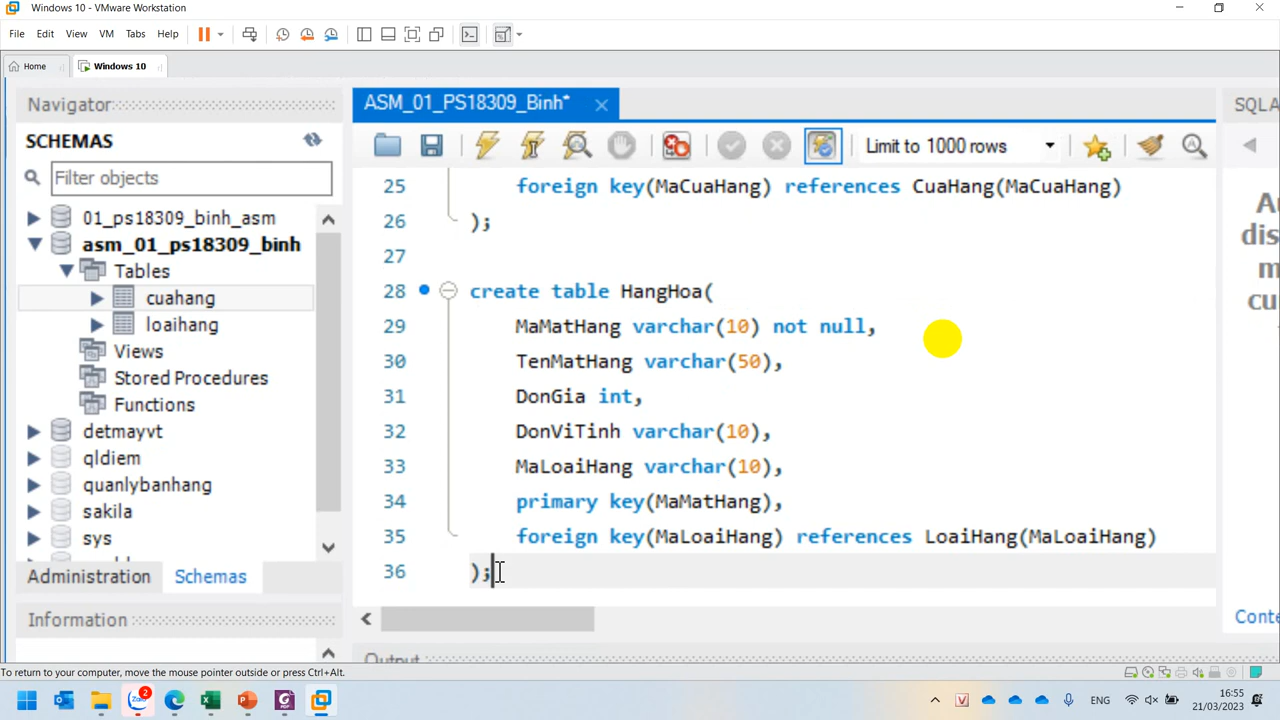 Windows 10 - VMware Workstation
File Edit View VM Tabs Help
Home
Windows 10
Navigator
SCHEMAS
Filter objects
01_ps18309_binh_asm
asm_01_ps18309_binh
Tables
cuahang
loaihang
Views
Stored Procedures
Functions
detmayvt
qldiem
quanlybanhang
sakila
sys
Administration Schemas
Information
ASM_01_PS18309_Binh*
Limit to 1000 rows
25 foreign key(MaCuaHang) references CuaHang(MaCuaHang)
26 );
27
28 create table HangHoa(
29 MaMatHang varchar(10) not null,
30 TenMatHang varchar(50),
31 DonGia int,
32 DonViTinh varchar(10),
33 MaLoaiHang varchar(10),
34 primary key(MaMatHang),
35 foreign key(MaLoaiHang) references LoaiHang(MaLoaiHang)
36 );
Output
SQLA
Au
dis
m
cu
Conte
To return to your computer, move the mouse pointer outside or press Ctrl+Alt.
Zalo
2
ENG
16:55
21/03/2023